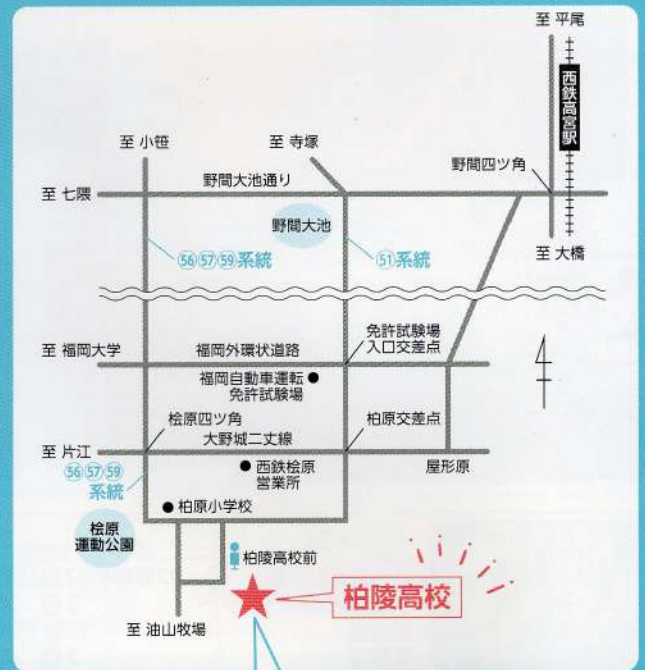 至 平尾
西鉄高宮駅
至 小笹
至 寺塚
野間四ツ角
至 七隈
野間大池通り
野間大池
至 大橋
56 57 59 系統
51 系統
免許試験場
入口交差点
至 福岡大学
福岡外環状道路
福岡自動車運転
免許試験場
桧原四ツ角
柏原交差点
大野城二丈線
至 片江
56 57 59
系統
西鉄桧原
営業所
屋形原
柏原小学校
桧原
運動公園
柏陵高校前
柏陵高校
至 油山牧場